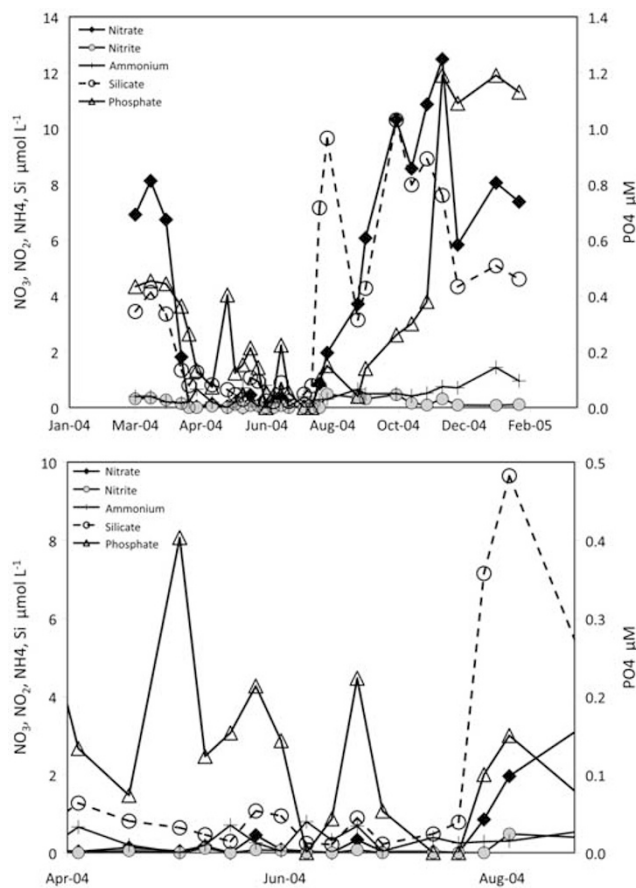 14
1.4
Nitrate
Nitrite
12
1.2
Ammonium
Silicate
Phosphate
10
1.0
8
0.8
6
0.6
4
0.4
2
0.2
0
0.0
NO3, NO2, NH4, Si μmol L-1
PO4 μM
Jan-04 Mar-04 Apr-04 Jun-04 Aug-04 Oct-04 Dec-04 Feb-05
10
0.5
Nitrate
Nitrite
Ammonium
Silicate
8
0.4
Phosphate
6
0.3
4
0.2
2
0.1
0
0.0
NO3, NO2, NH4, Si μmol L-1
PO4 μM
Apr-04 Jun-04 Aug-04